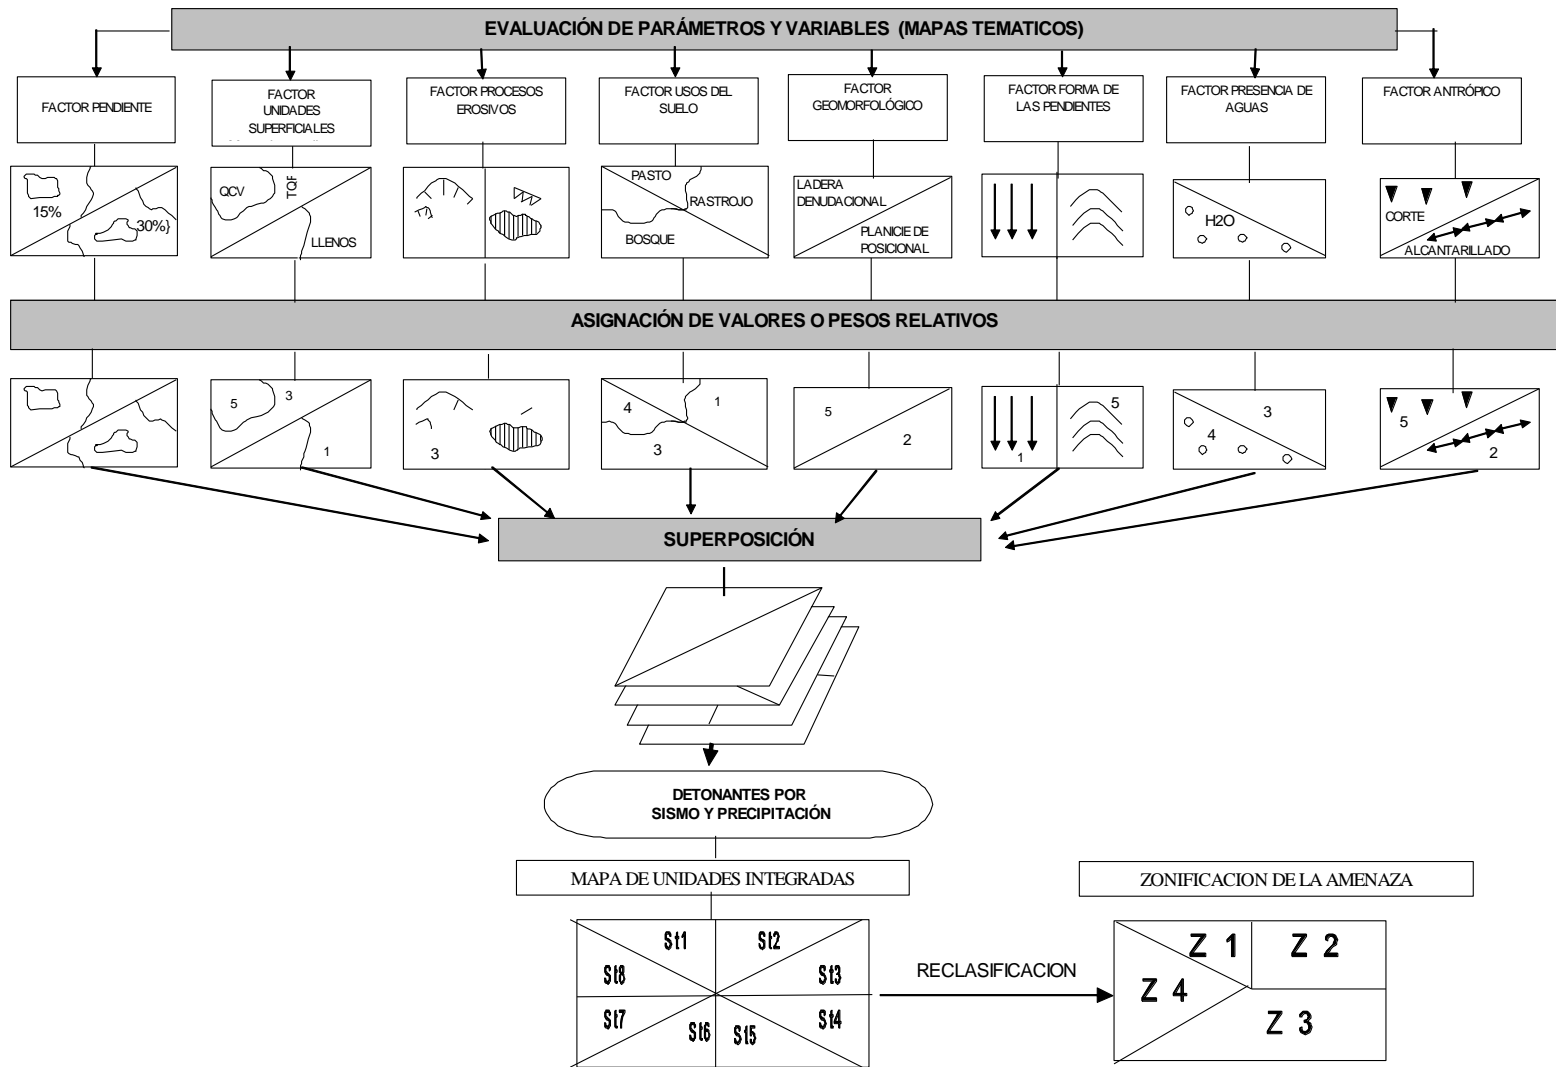 EVALUACIÓN DE PARÁMETROS Y VARIABLES (MAPAS TEMATICOS)
FACTOR PENDIENTE
FACTOR
UNIDADES
SUPERFICIALES
FACTOR PROCESOS
EROSIVOS
FACTOR USOS DEL
SUELO
FACTOR
GEOMORFOLÓGICO
FACTOR FORMA DE
LAS PENDIENTES
FACTOR PRESENCIA DE
AGUAS
FACTOR ANTRÓPICO
15%
30%}
QCV
TQF
LLENOS
PASTO
RASTROJO
BOSQUE
LADERA
DENUDACIONAL
PLANICIE DE
POSICIONAL
H2O
CORTE
ALCANTARILLADO
ASIGNACIÓN DE VALORES O PESOS RELATIVOS
5
3
1
3
4
1
3
5
2
1
5
3
4
5
2
SUPERPOSICIÓN
DETONANTES POR
SISMO Y PRECIPITACIÓN
MAPA DE UNIDADES INTEGRADAS
ZONIFICACION DE LA AMENAZA
St1
St2
St8
St3
St7
St6
St5
St4
RECLASIFICACION
Z 1
Z 2
Z 4
Z 3